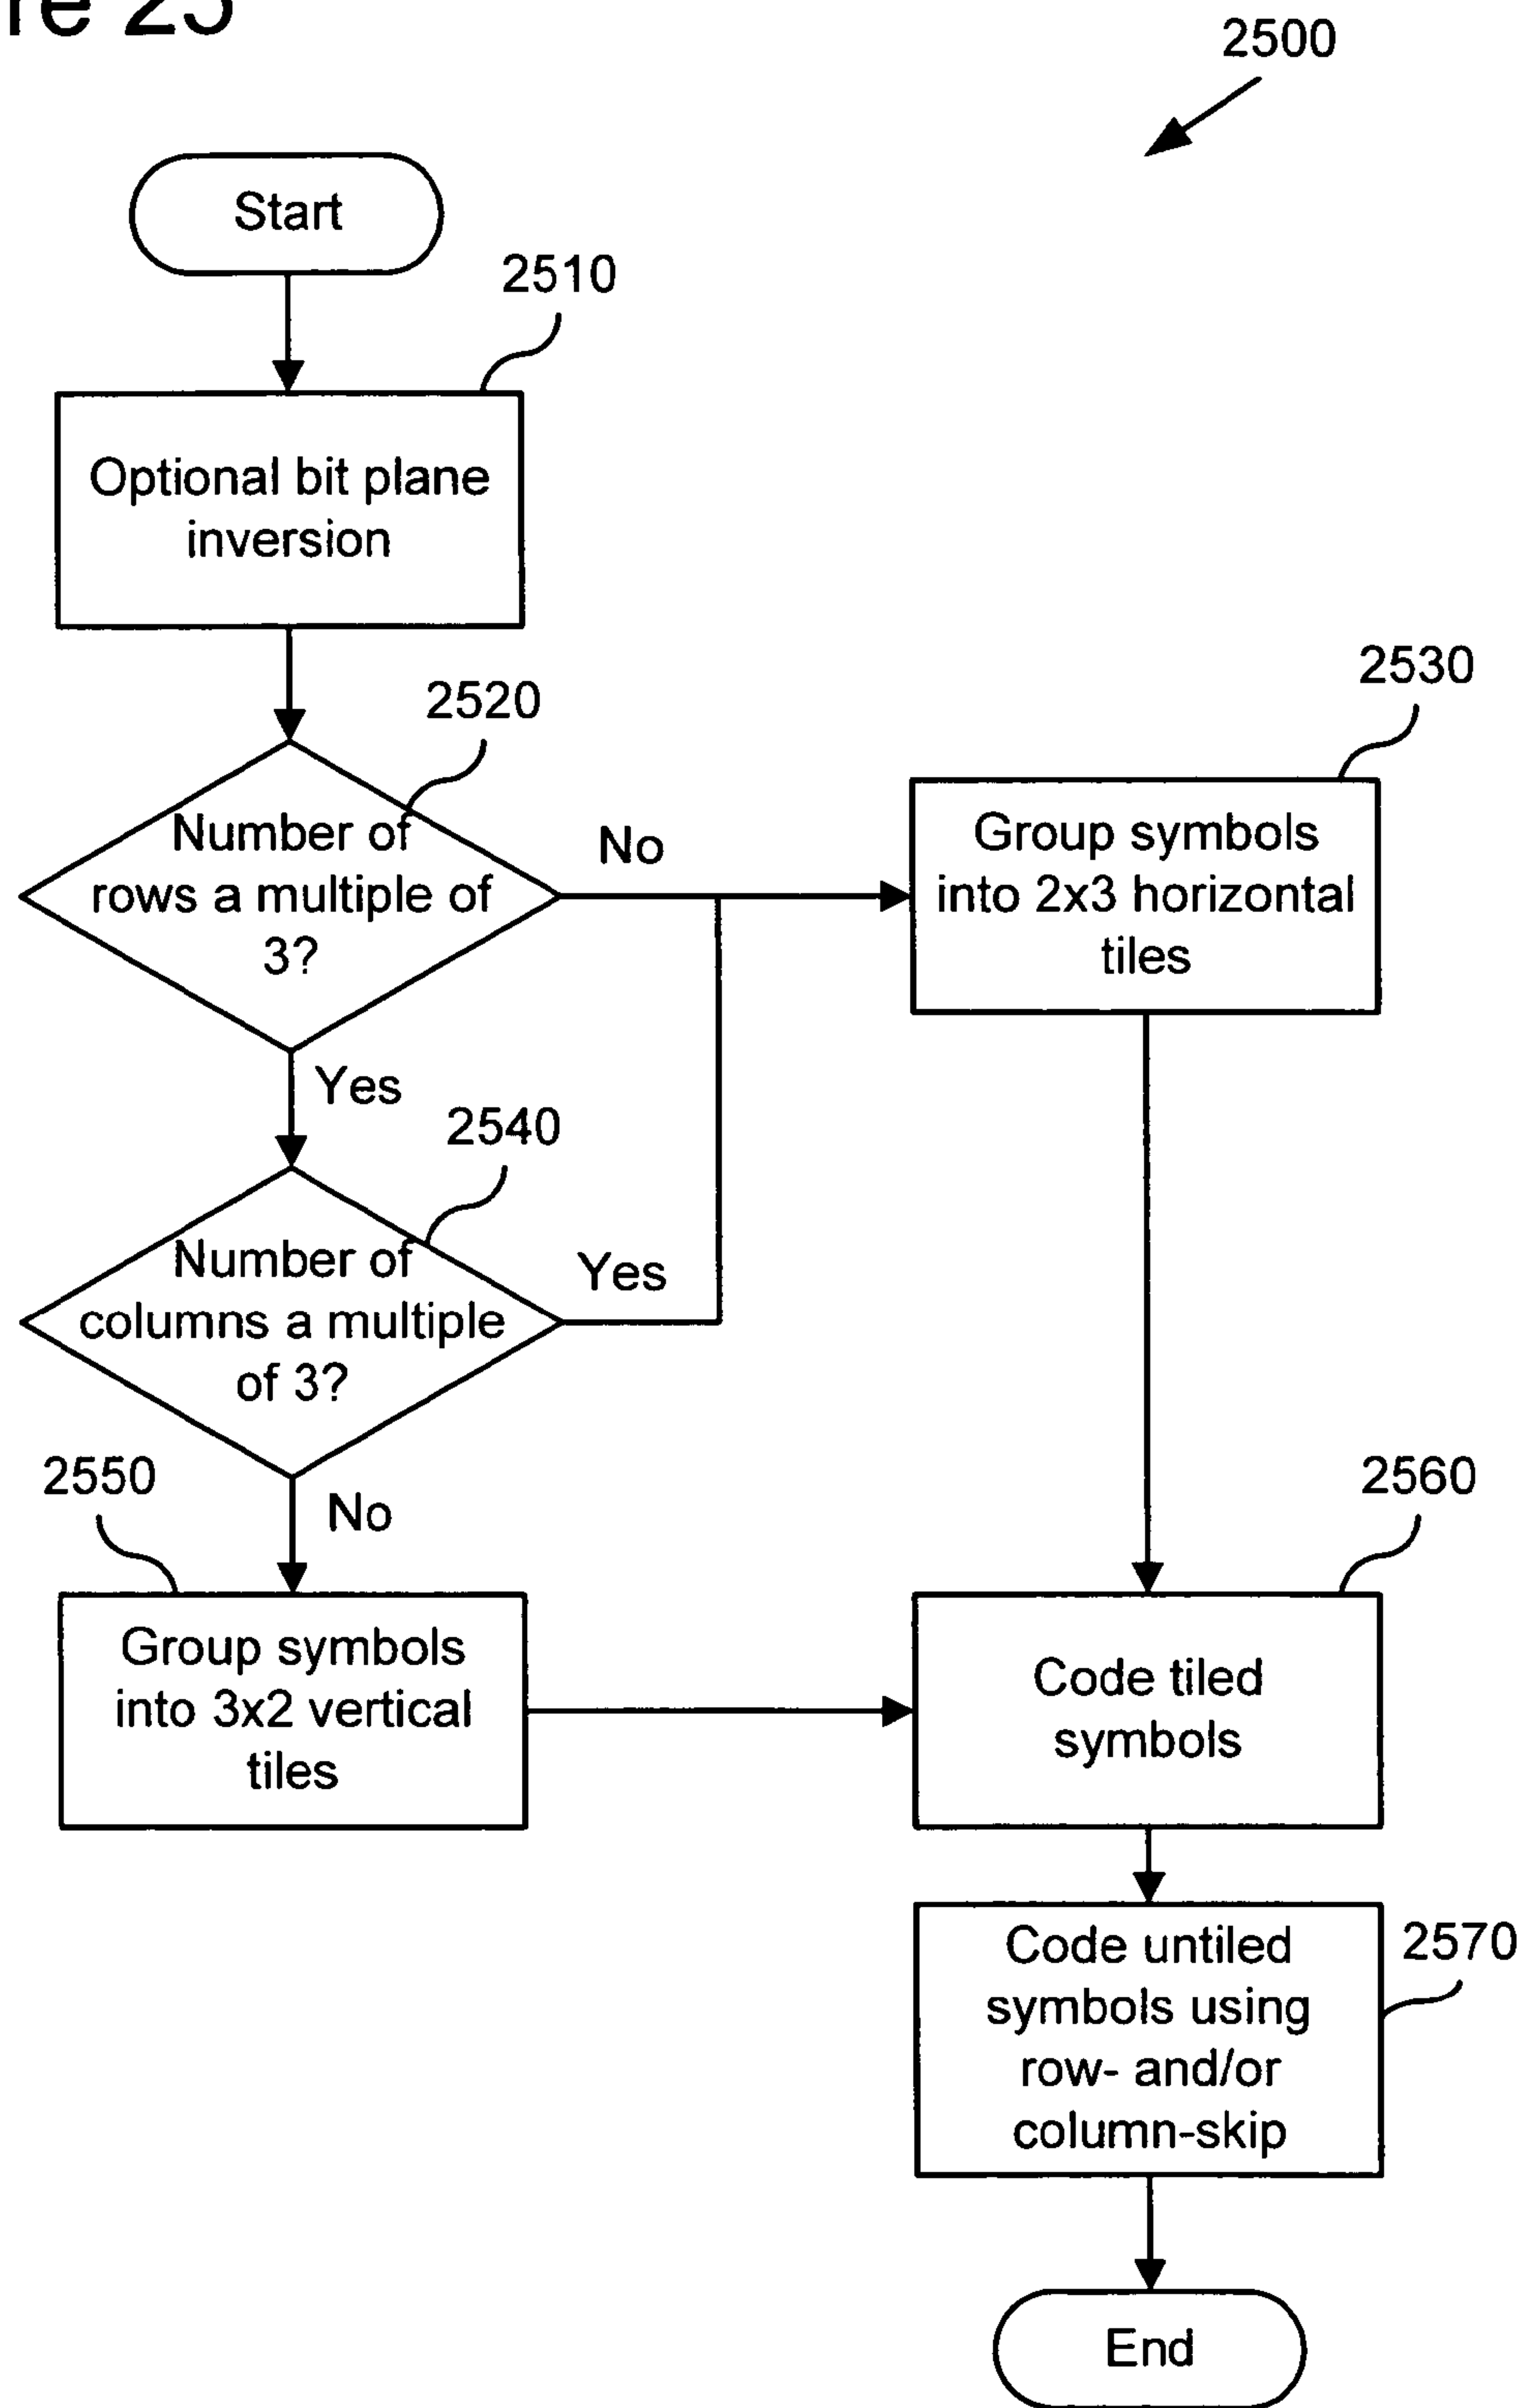 re 25
2500
Start
2510
Optional bit plane
inversion
2520
Number of
rows a multiple of
3?
No
2530
Group symbols
into 2x3 horizontal
tiles
Yes
2540
Number of
columns a multiple
of 3?
Yes
2550
No
Group symbols
into 3x2 vertical
tiles
2560
Code tiled
symbols
2570
Code untiled
symbols using
row- and/or
column-skip
End